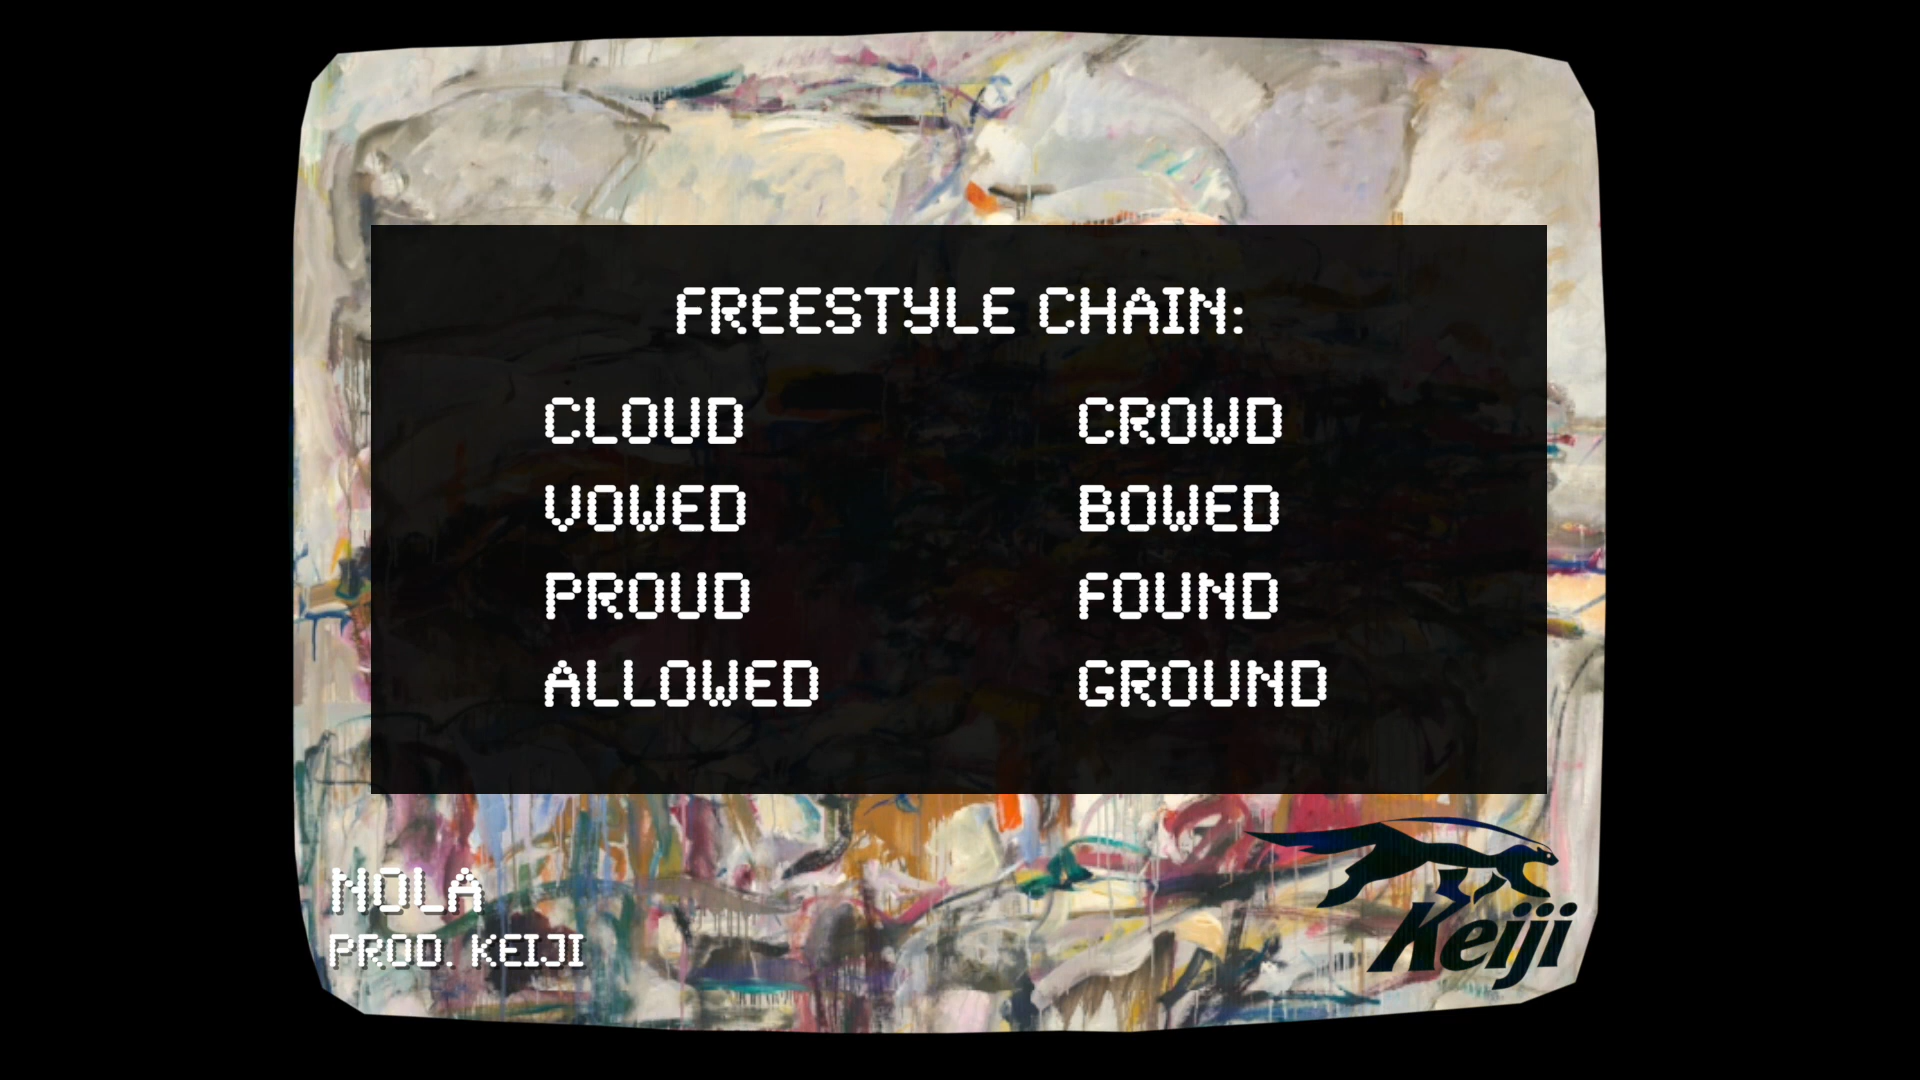 FREESTYLE CHAIN:
CLOUD
VOWED
PROUD
ALLOWED
CROWD
BOWED
FOUND
GROUND
NOLA
PROD. KEIJI
Keiji